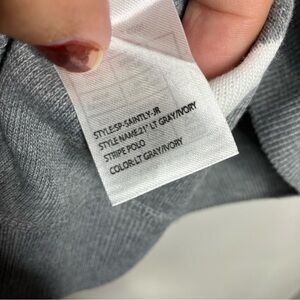 STYLE:SP-SAINTLY-JR
STYLE NAME:21" LT GRAY/IVORY
STRIPE POLO
COLOR:LT GRAY/IVORY